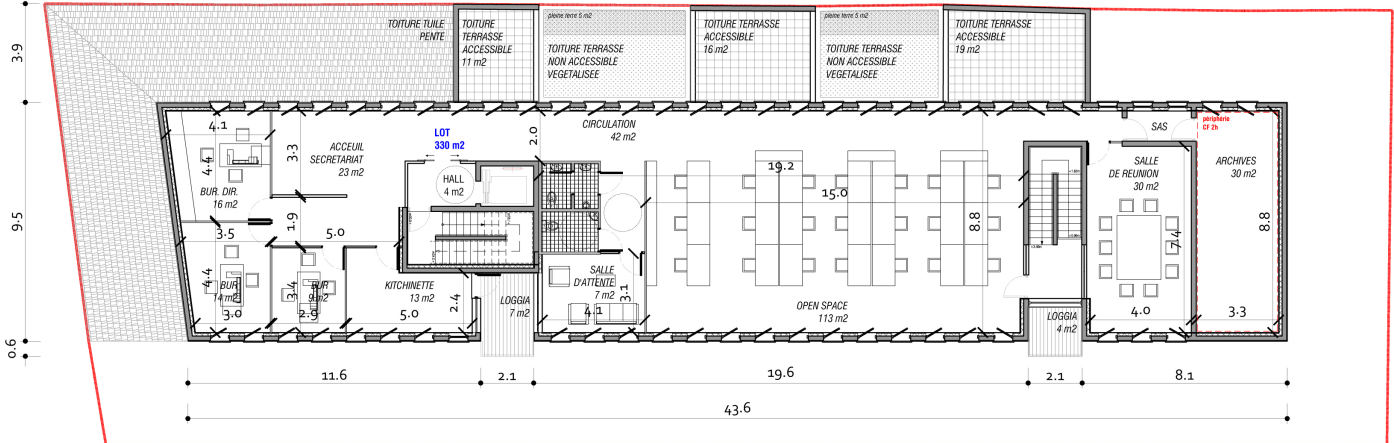 TOITURE TUILE
PENTE
TOITURE
TERRASSE
ACCESSIBLE
11 m2
pleine terre 5 m2
TOITURE TERRASSE
NON ACCESSIBLE
VEGETALISEE
TOITURE TERRASSE
ACCESSIBLE
16 m2
pleine terre 5 m2
TOITURE TERRASSE
NON ACCESSIBLE
VEGETALISEE
TOITURE TERRASSE
ACCESSIBLE
19 m2
3.9
9.5
0.6
4.1
4.4
BUR. DIR.
16 m2
3.3
ACCEUIL
SECRETARIAT
23 m2
LOT
330 m2
HALL
4 m2
2.0
CIRCULATION
42 m2
19.2
15.0
8.8
SAS
périphérie
CF 2h
SALLE
DE REUNION
30 m2
ARCHIVES
30 m2
7.4
8.8
1.9
3.5
5.0
4.4
BUR
14 m2
3.4
BUR
9 m2
KITCHINETTE
13 m2
2.4
LOGGIA
7 m2
SALLE
D'ATTENTE
7 m2
3.1
4.1
OPEN SPACE
113 m2
LOGGIA
4 m2
3.0
2.9
5.0
4.0
3.3
11.6
2.1
19.6
2.1
8.1
43.6